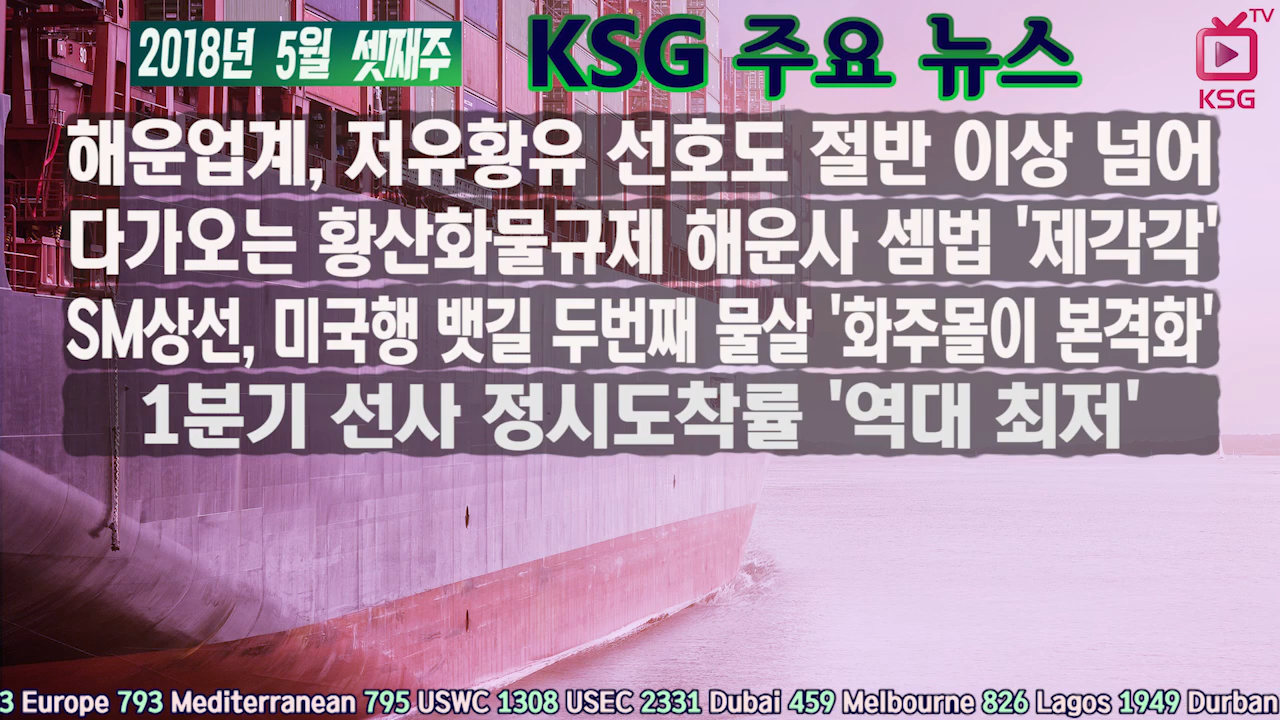 2018년 5월 셋째주
KSG 주요 뉴스
TV
KSG
해운업계, 저유황유 선호도 절반 이상 넘어
다가오는 황산화물규제 해운사 셈법 '제각각'
SM상선, 미국행 뱃길 두번째 물살 '화주몰이 본격화'
1분기 선사 정시도착률 '역대 최저'
3 Europe 793 Mediterranean 795 USWC 1308 USEC 2331 Dubai 459 Melbourne 826 Lagos 1949 Durban